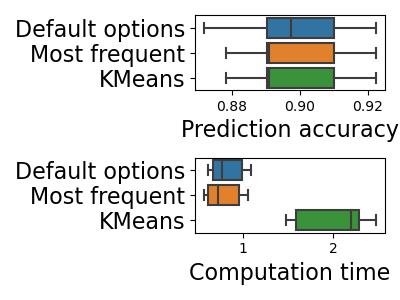 Default options
Most frequent
KMeans
0.88 0.90 0.92
Prediction accuracy
Default options
Most frequent
KMeans
1 2
Computation time